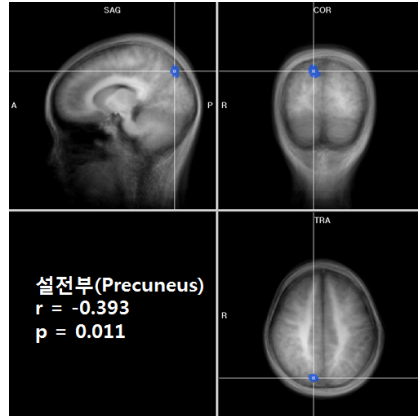 SAG
COR
A
P
R
TRA
R
설전부(Precuneus)
r = -0.393
p = 0.011